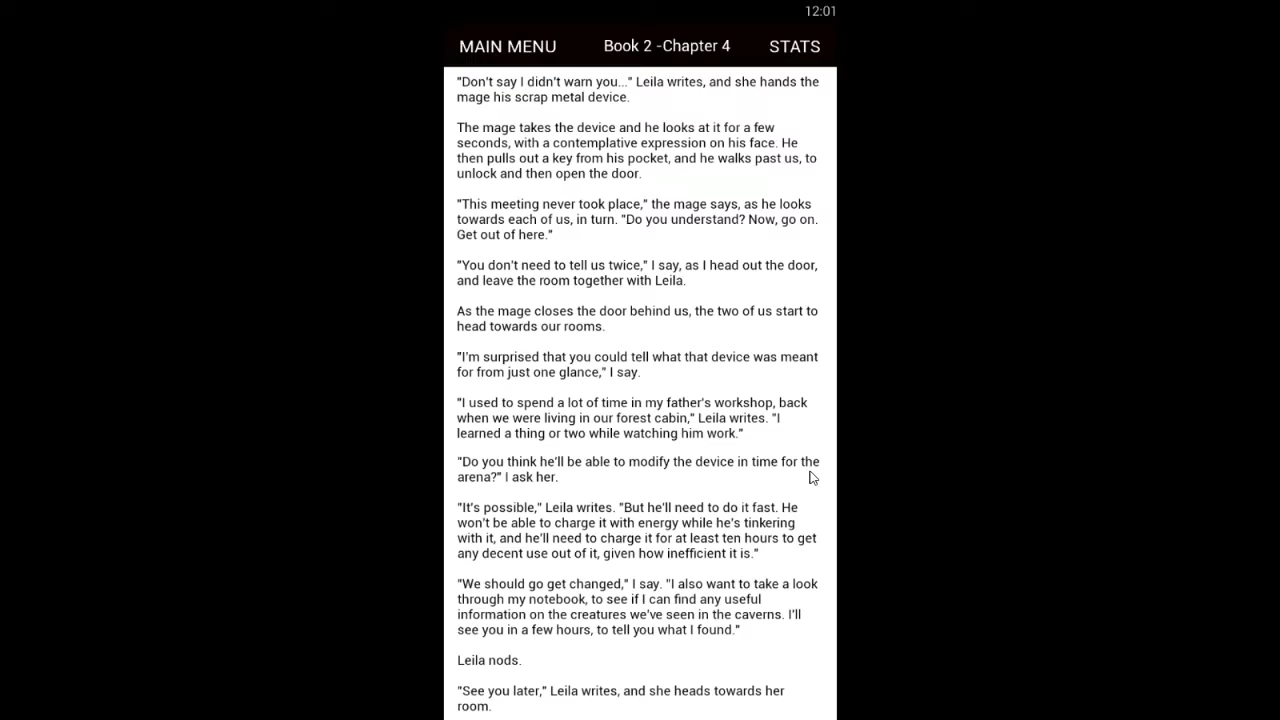 12:01
MAIN MENU
Book 2 -Chapter 4
STATS
"Don't say I didn't warn you..." Leila writes, and she hands the
mage his scrap metal device.
The mage takes the device and he looks at it for a few
seconds, with a contemplative expression on his face. He
then pulls out a key from his pocket, and he walks past us, to
unlock and then open the door.
"This meeting never took place," the mage says, as he looks
towards each of us, in turn. "Do you understand? Now, go on.
Get out of here."
"You don't need to tell us twice," I say, as I head out the door,
and leave the room together with Leila.
As the mage closes the door behind us, the two of us start to
head towards our rooms.
"I'm surprised that you could tell what that device was meant
for from just one glance," I say.
"I used to spend a lot of time in my father's workshop, back
when we were living in our forest cabin," Leila writes. "I
learned a thing or two while watching him work."
"Do you think he'll be able to modify the device in time for the
arena?" I ask her.
"It's possible," Leila writes. "But he'll need to do it fast. He
won't be able to charge it with energy while he's tinkering
with it, and he'll need to charge it for at least ten hours to get
any decent use out of it, given how inefficient it is."
"We should go get changed," I say. "I also want to take a look
through my notebook, to see if I can find any useful
information on the creatures we've seen in the caverns. I'll
see you in a few hours, to tell you what I found."
Leila nods.
"See you later," Leila writes, and she heads towards her
room.